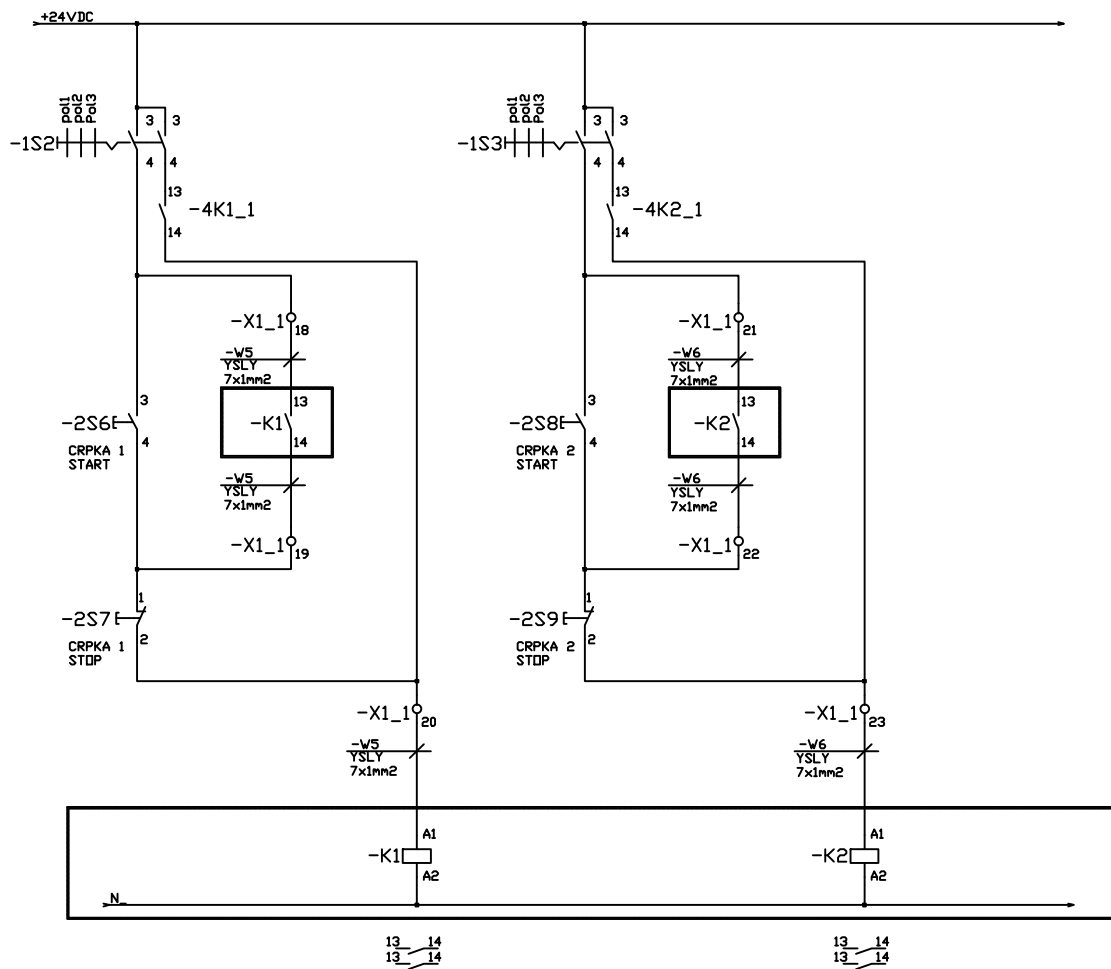 +24VDC
pol1
pol2
Pol3
3
3
-1S2
4
4
13
-4K1_1
14
-X1_1
18
-W5
YSLY
7x1mm2
3
13
-2S6
-K1
4
14
CRPKA 1
START
-W5
YSLY
7x1mm2
-X1_1
19
1
-2S7
2
CRPKA 1
STOP
-X1_1
20
-W5
YSLY
7x1mm2
A1
-K1
A2
pol1
pol2
Pol3
3
3
-1S3
4
4
13
-4K2_1
14
-X1_1
21
-W6
YSLY
7x1mm2
3
13
-2S8
-K2
4
14
CRPKA 2
START
-W6
YSLY
7x1mm2
-X1_1
22
1
-2S9
2
CRPKA 2
STOP
-X1_1
23
-W6
YSLY
7x1mm2
A1
-K2
A2
N_
13 14
13 14
13 14
13 14